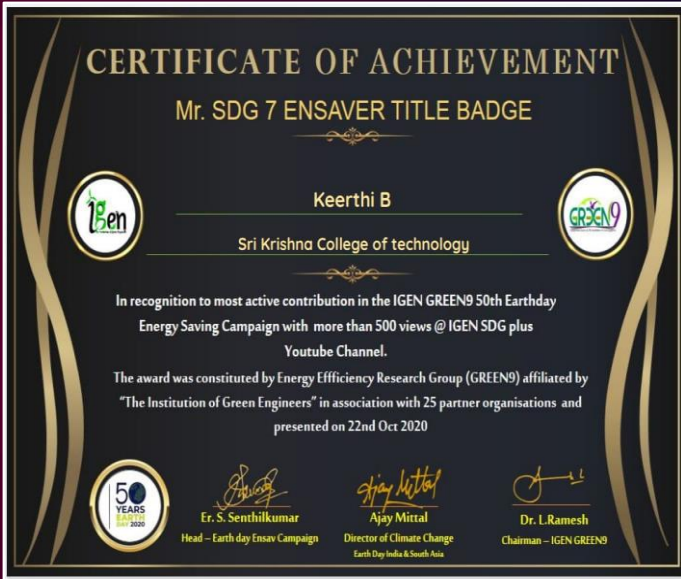 CERTIFICATE OF ACHIEVEMENT
Mr. SDG 7 ENSAVER TITLE BADGE
igen
GREEN9
Keerthi B
Sri Krishna College of technology
In recognition to most active contribution in the IGEN GREEN9 50th Earthday
Energy Saving Campaign with more than 500 views @ IGEN SDG plus
Youtube Channel.
The award was constituted by Energy Effficiency Research Group (GREEN9) affiliated by
"The Institution of Green Engineers" in association with 25 partner organisations and
presented on 22nd Oct 2020
50
YEARS
EARTH
DAY 2020
Ajay Mittal
Er. S. Senthilkumar
Head – Earth day Ensav Campaign
Ajay Mittal
Director of Climate Change
Earth Day India & South Asia
Dr. L.Ramesh
Chairman – IGEN GREEN9